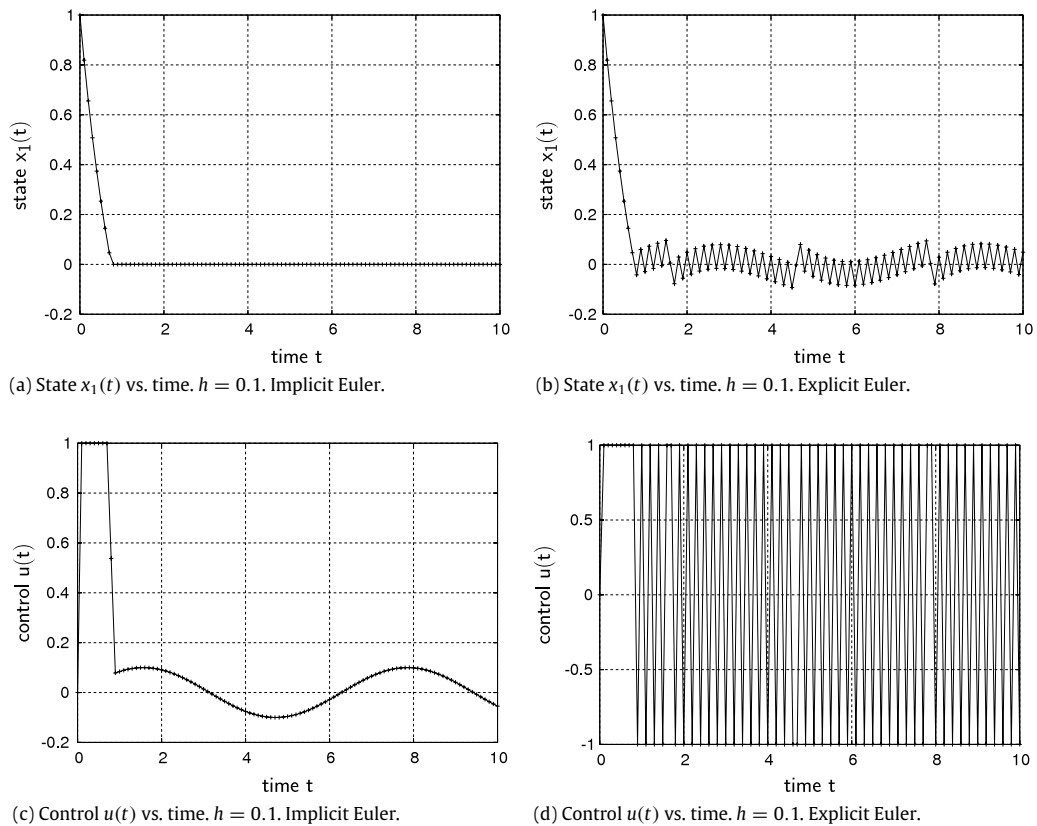 1
0.8
0.6
0.4
0.2
0
-0.2
0 2 4 6 8 10
state x1(t)
time t
(a) State x1(t) vs. time. h = 0.1. Implicit Euler.
1
0.8
0.6
0.4
0.2
0
-0.2
0 2 4 6 8 10
state x1(t)
time t
(b) State x1(t) vs. time. h = 0.1. Explicit Euler.
1
0.8
0.6
0.4
0.2
0
-0.2
0 2 4 6 8 10
control u(t)
time t
(c) Control u(t) vs. time. h = 0.1. Implicit Euler.
1
0.5
0
-0.5
-1
0 2 4 6 8 10
control u(t)
time t
(d) Control u(t) vs. time. h = 0.1. Explicit Euler.